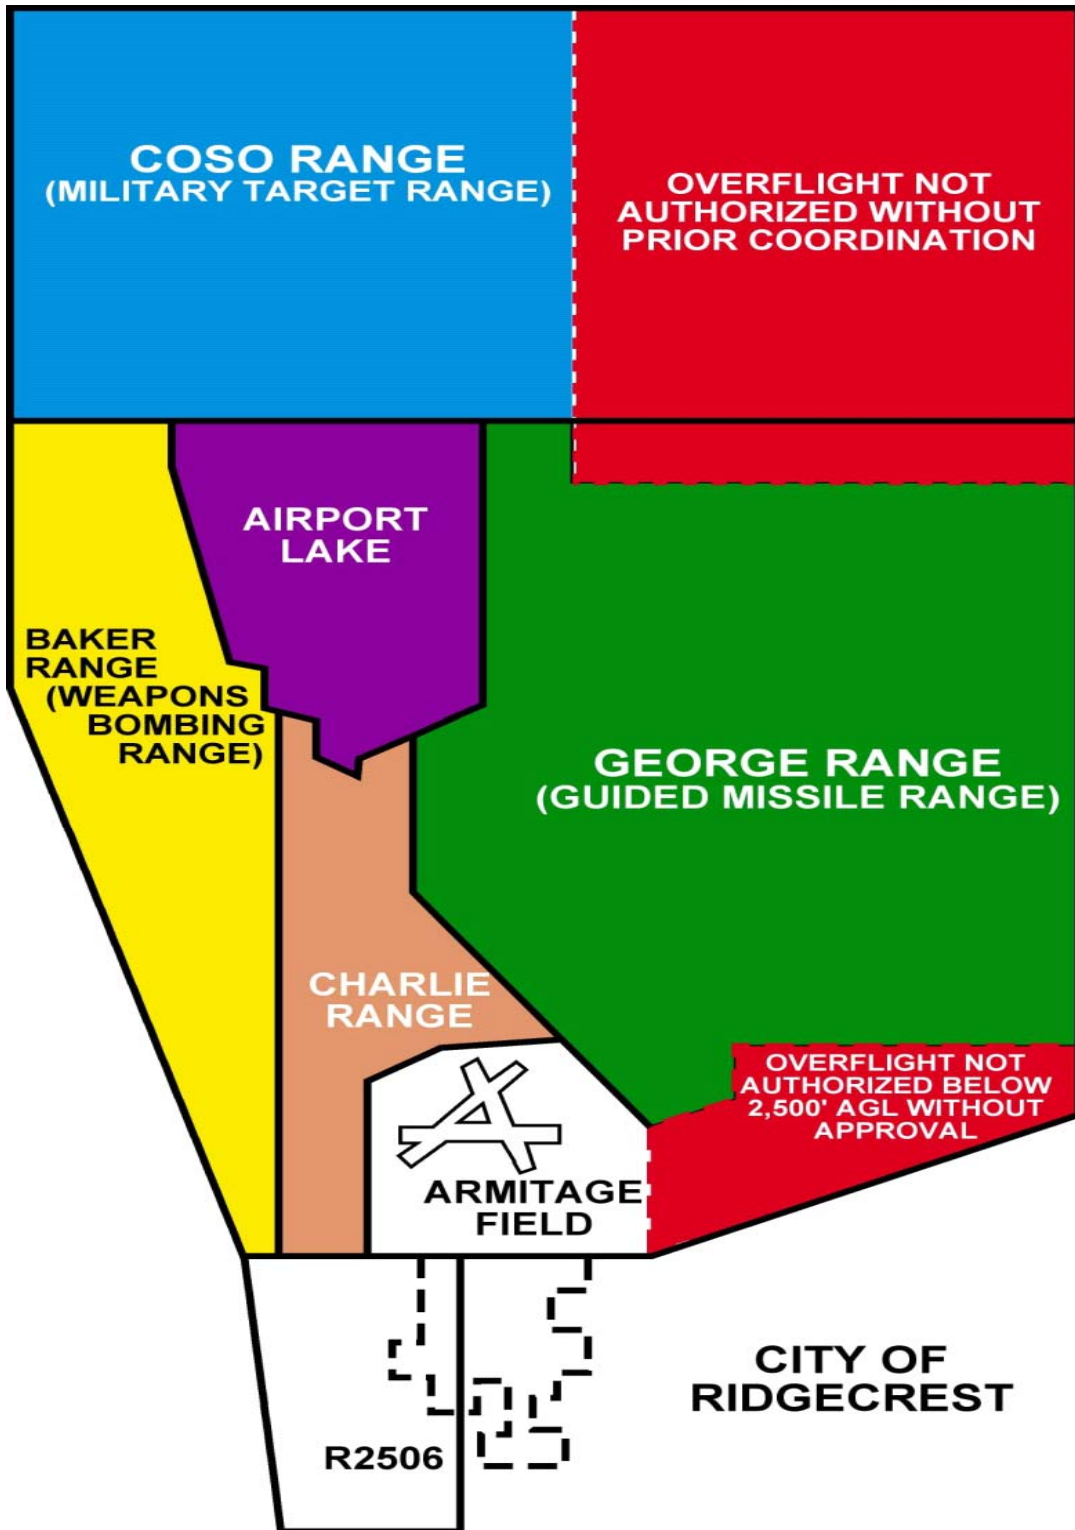 COSO RANGE
(MILITARY TARGET RANGE)
OVERFLIGHT NOT
AUTHORIZED WITHOUT
PRIOR COORDINATION
AIRPORT
LAKE
BAKER
RANGE
(WEAPONS
BOMBING
RANGE)
GEORGE RANGE
(GUIDED MISSILE RANGE)
CHARLIE
RANGE
OVERFLIGHT NOT
AUTHORIZED BELOW
2,500' AGL WITHOUT
APPROVAL
ARMITAGE
FIELD
CITY OF
RIDGECREST
R2506